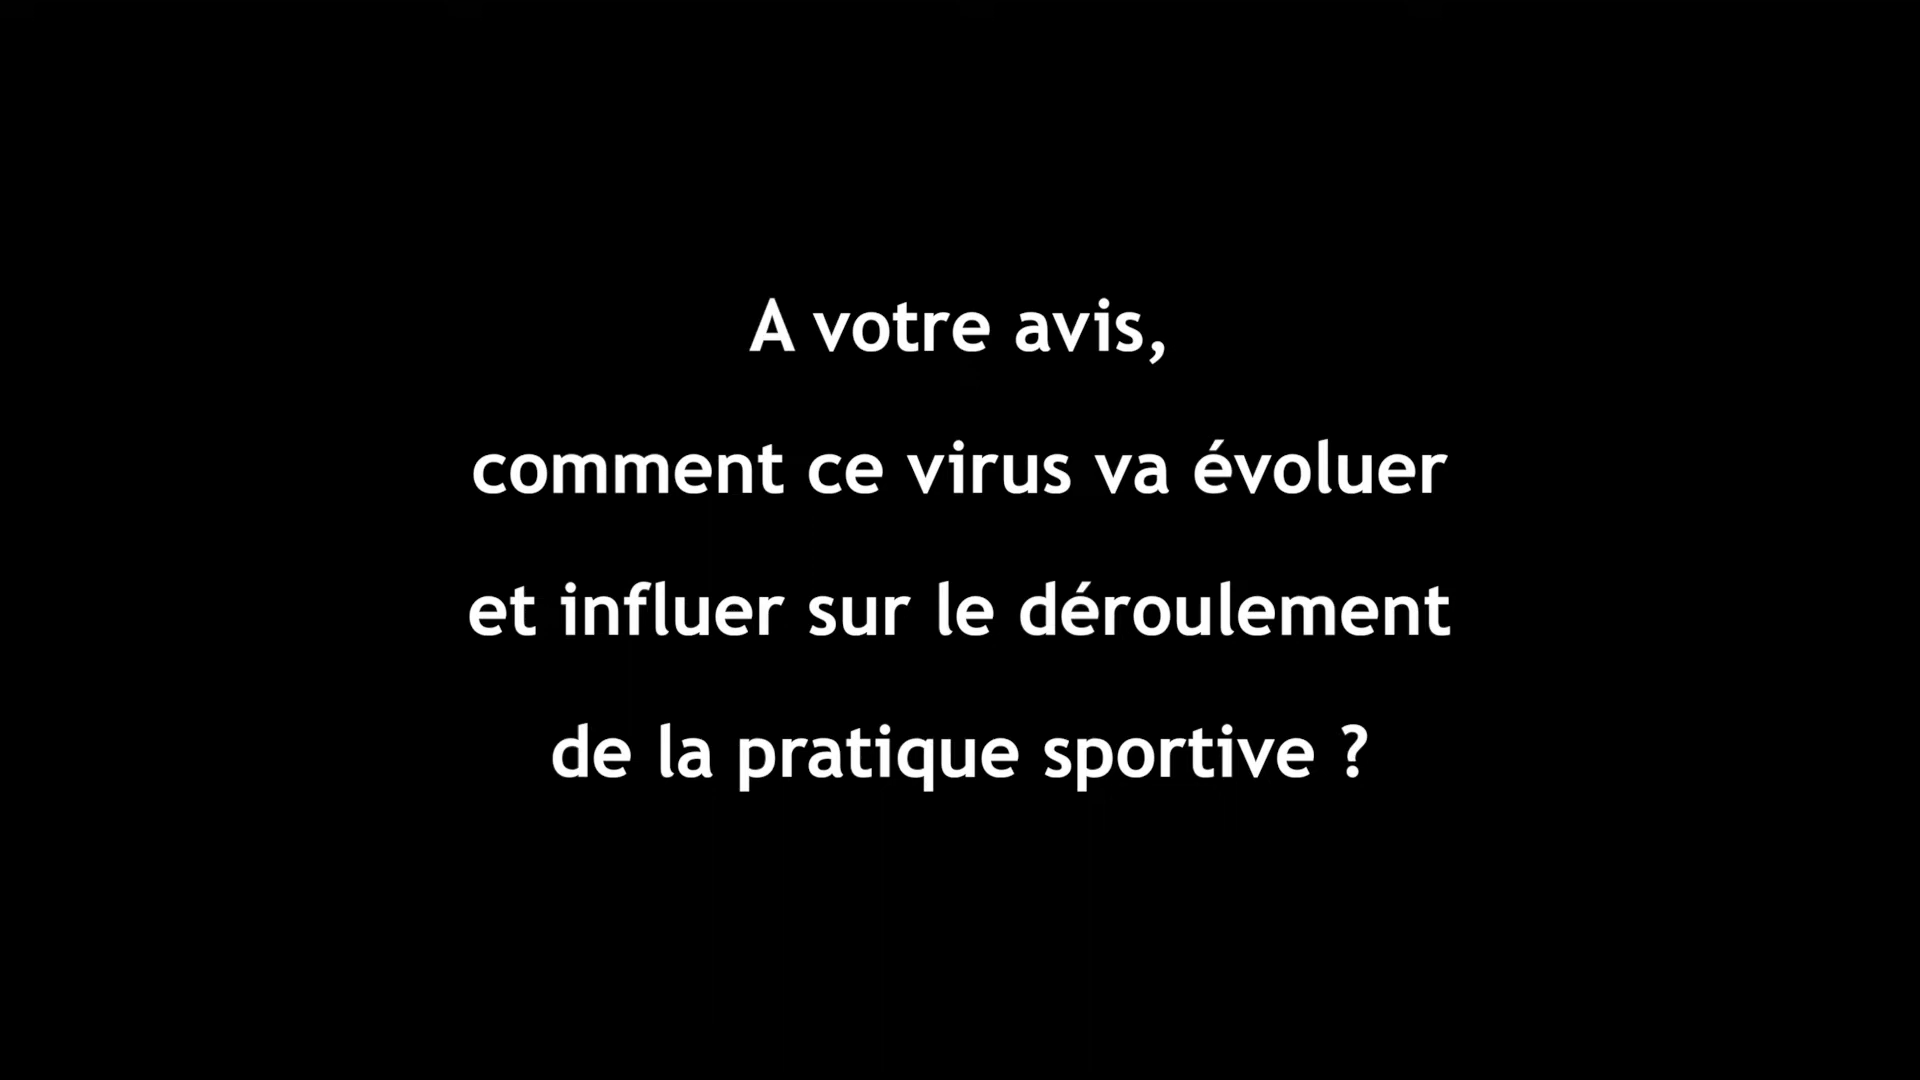 A votre avis,
comment ce virus va évoluer
et influer sur le déroulement
de la pratique sportive ?